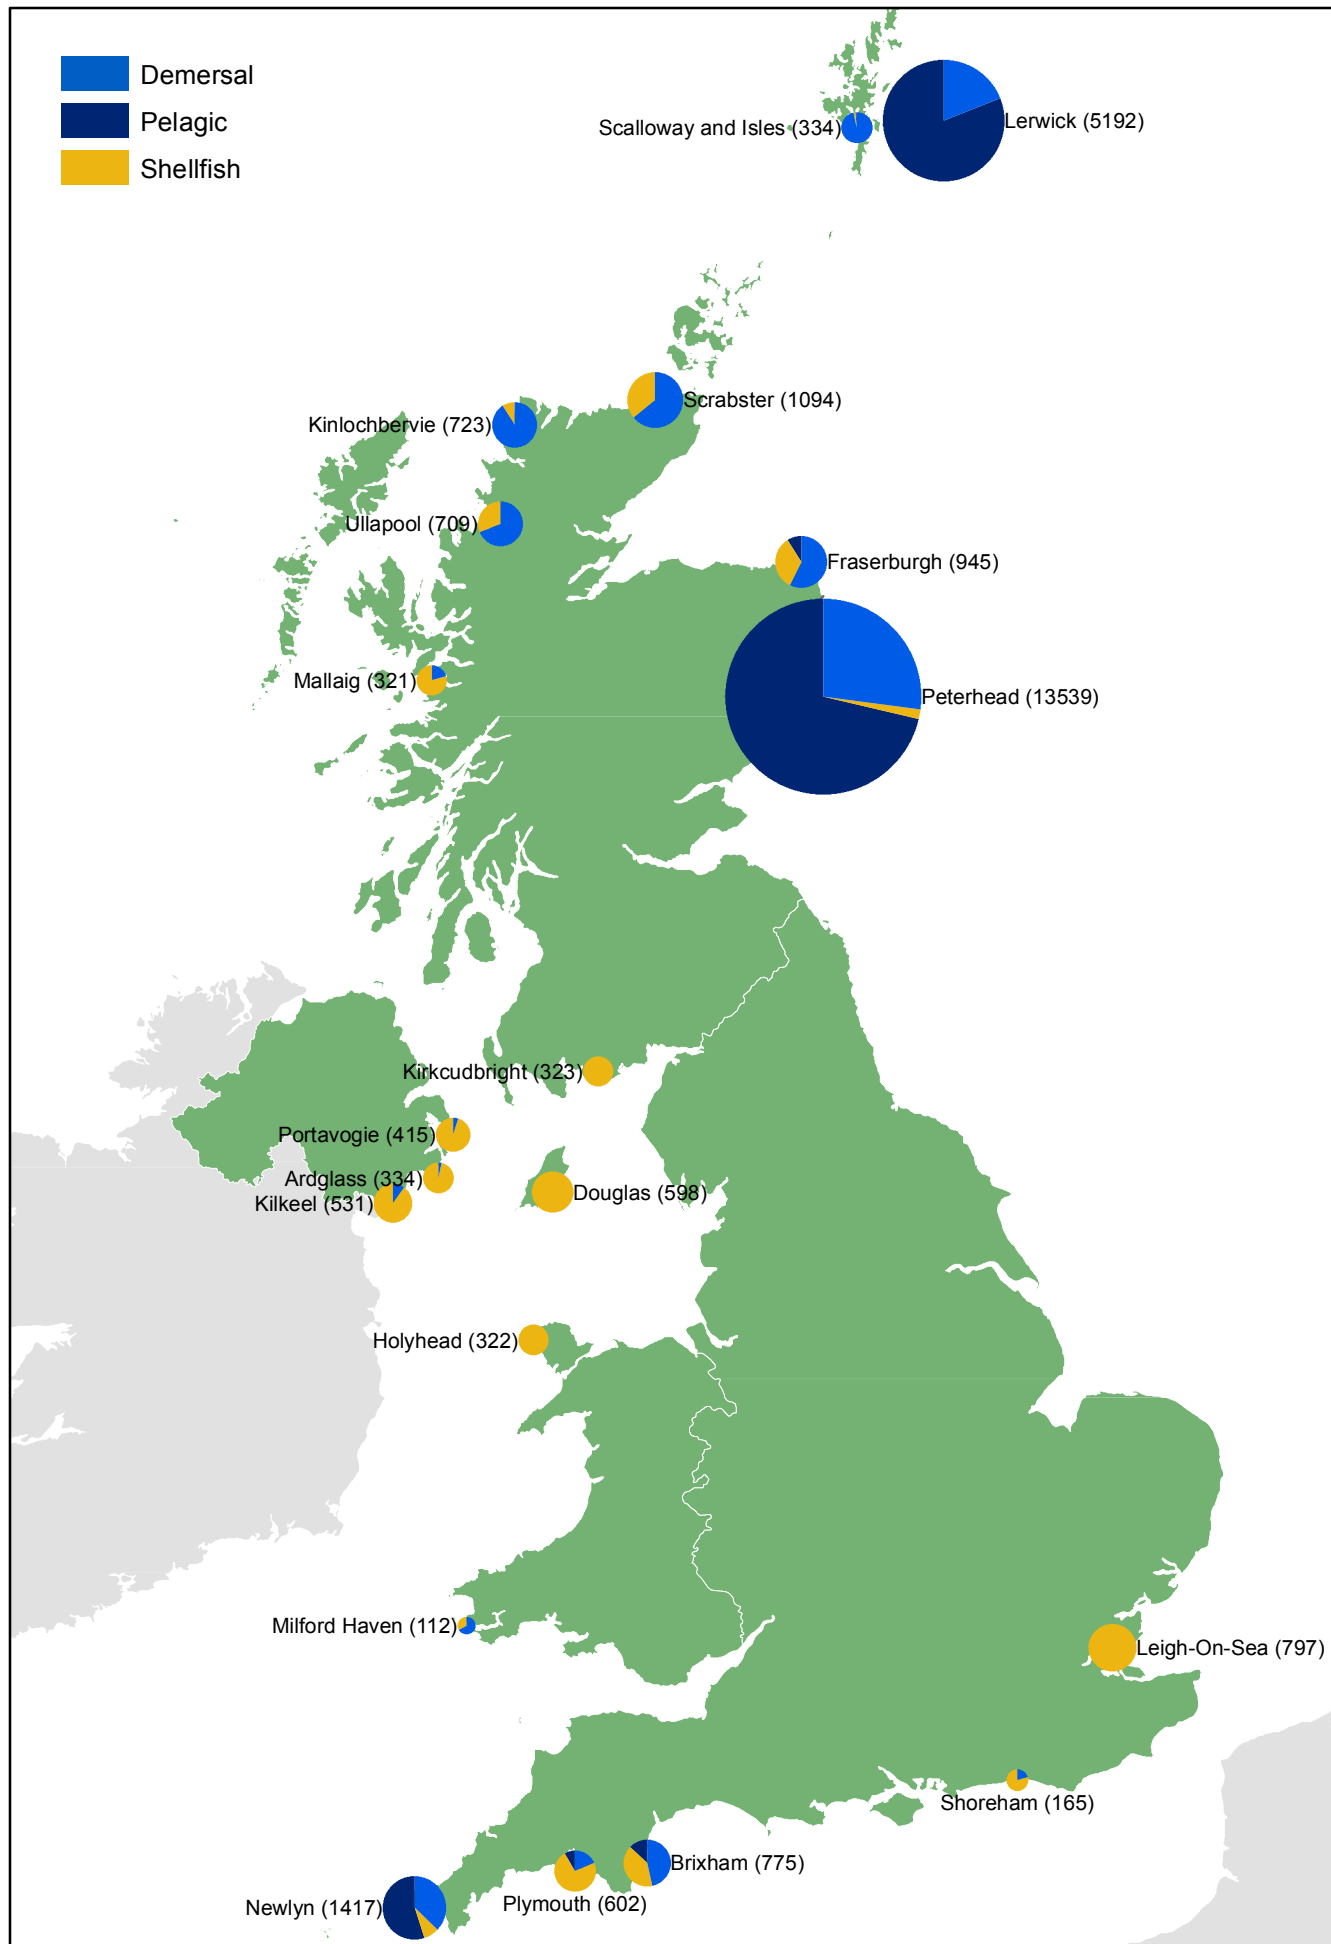 Demersal
Pelagic
Shellfish
Scalloway and Isles (334)
Lerwick (5192)
Scrabster (1094)
Kinlochbervie (723)
Ullapool (709)
Fraserburgh (945)
Mallaig (321)
Peterhead (13539)
Kirkcudbright (323)
Portavogie (415)
Ardglass (334)
Kilkeel (531)
Douglas (598)
Holyhead (322)
Milford Haven (112)
Leigh-On-Sea (797)
Shoreham (165)
Brixham (775)
Plymouth (602)
Newlyn (1417)